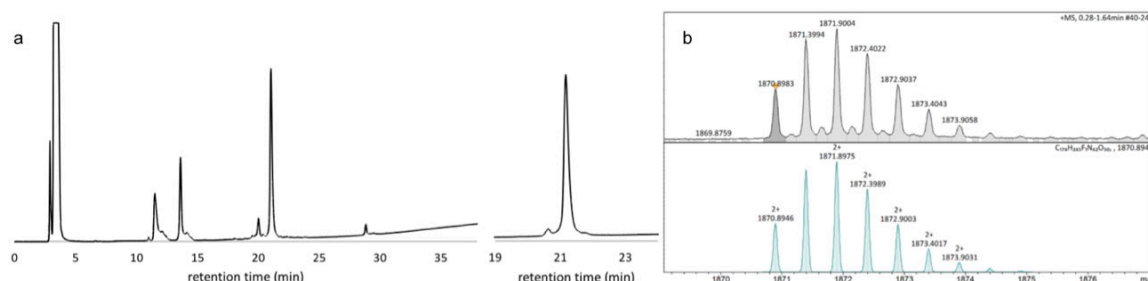 a
0 5 10 15 20 25 30 35
retention time (min)
19 21 23
retention time (min)
b
+MS, 0.28-1.64min #40-24
1871.9004
1871.3994
1872.4022
1872.9037
1870.8983
1873.4043
1873.9058
1869.8759
, 1870.894
2+
1871.8975
2+
1872.3989
2+
1870.8946
2+
1872.9003
2+
1873.4017
2+
1873.9031
1870 1871 1872 1873 1874 1875 1876